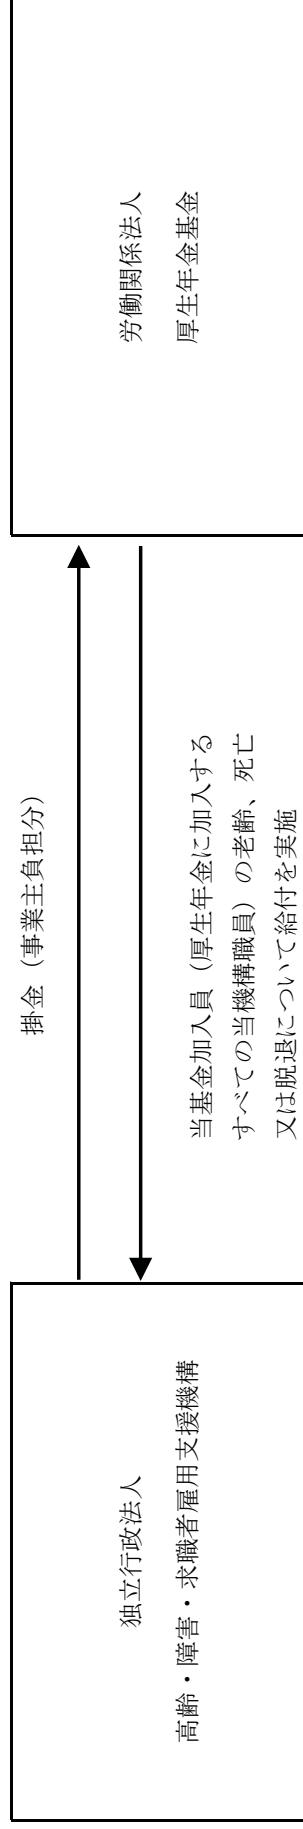 独立行政法人
高齢・障害・求職者雇用支援機構
掛金（事業主負担分）
当基金加入員（厚生年金に加入する
すべての当機構職員）の老齢、死亡
又は脱退について給付を実施
労働関係法人
厚生年金基金